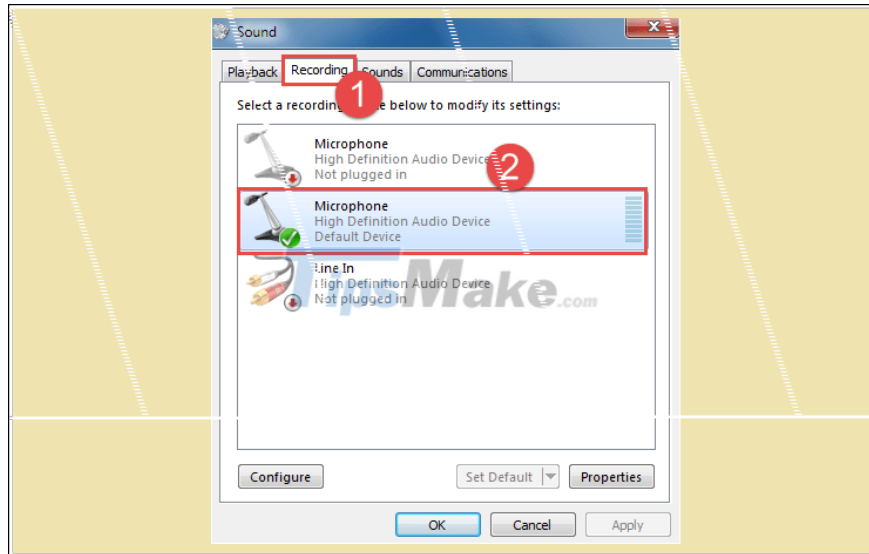 Sound
Playback Recording Sounds Communications
1
Select a recording below to modify its settings:
Microphone
High Definition Audio Device
Not plugged in
2
Microphone
High Definition Audio Device
Default Device
Line In
High Definition Audio Device
Not plugged in
TipsMake.com
Configure Set Default Properties
OK Cancel Apply